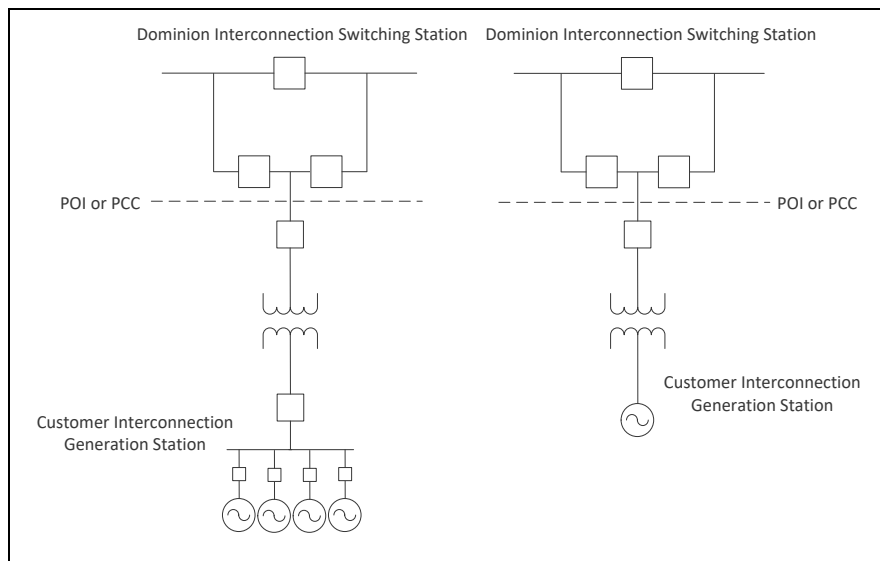 Dominion Interconnection Switching Station
Dominion Interconnection Switching Station
POI or PCC
POI or PCC
Customer Interconnection
Generation Station
Customer Interconnection
Generation Station